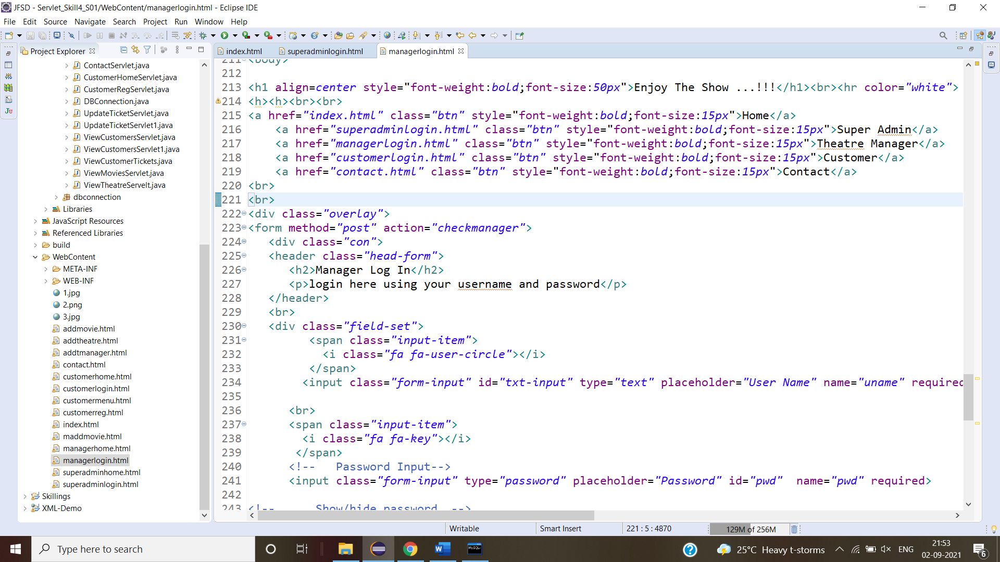 JFSD - Servlet_Skill4_S01/WebContent/managerlogin.html - Eclipse IDE
File Edit Source Navigate Search Project Run Window Help
Project Explorer
ContactServlet.java
CustomerHomeServlet.java
CustomerRegServlet.java
DBConnection.java
UpdateTicketServlet.java
UpdateTicketServlet1.java
ViewCustomersServlet.java
ViewCustomersServlet1.java
ViewCustomerTickets.java
ViewMoviesServlet.java
ViewTheatreServelt.java
dbconnection
Libraries
JavaScript Resources
Referenced Libraries
build
WebContent
META-INF
WEB-INF
1.jpg
2.png
3.jpg
addmovie.html
addtheatre.html
addtmanager.html
contact.html
customerhome.html
customerlogin.html
customermenu.html
customerreg.html
index.html
maddmovie.html
managerhome.html
managerlogin.html
superadminhome.html
superadminlogin.html
Skillings
XML-Demo
index.html superadminlogin.html managerlogin.html
211 <body>
212
213 <h1 align=center style="font-weight:bold;font-size:50px">Enjoy The Show ...!!!</h1><br><hr color="white">
214 <h><h><br><br>
215 <a href="index.html" class="btn" style="font-weight:bold;font-size:15px">Home</a>
216 <a href="superadminlogin.html" class="btn" style="font-weight:bold;font-size:15px">Super Admin</a>
217 <a href="managerlogin.html" class="btn" style="font-weight:bold;font-size:15px">Theatre Manager</a>
218 <a href="customerlogin.html" class="btn" style="font-weight:bold;font-size:15px">Customer</a>
219 <a href="contact.html" class="btn" style="font-weight:bold;font-size:15px">Contact</a>
220 <br>
221 <br>
222 <div class="overlay">
223 <form method="post" action="checkmanager">
224 <div class="con">
225 <header class="head-form">
226 <h2>Manager Log In</h2>
227 <p>login here using your username and password</p>
228 </header>
229 <br>
230 <div class="field-set">
231 <span class="input-item">
232 <i class="fa fa-user-circle"></i>
233 </span>
234 <input class="form-input" id="txt-input" type="text" placeholder="User Name" name="uname" required
235
236 <br>
237 <span class="input-item">
238 <i class="fa fa-key"></i>
239 </span>
240 <!-- Password Input-->
241 <input class="form-input" type="password" placeholder="Password" id="pwd" name="pwd" required>
242
243 <!-- Show/hide password -->
Writable Smart Insert 221 : 5 : 4870 129M of 256M
Type here to search
25°C Heavy t-storms ENG
21:53
02-09-2021
6